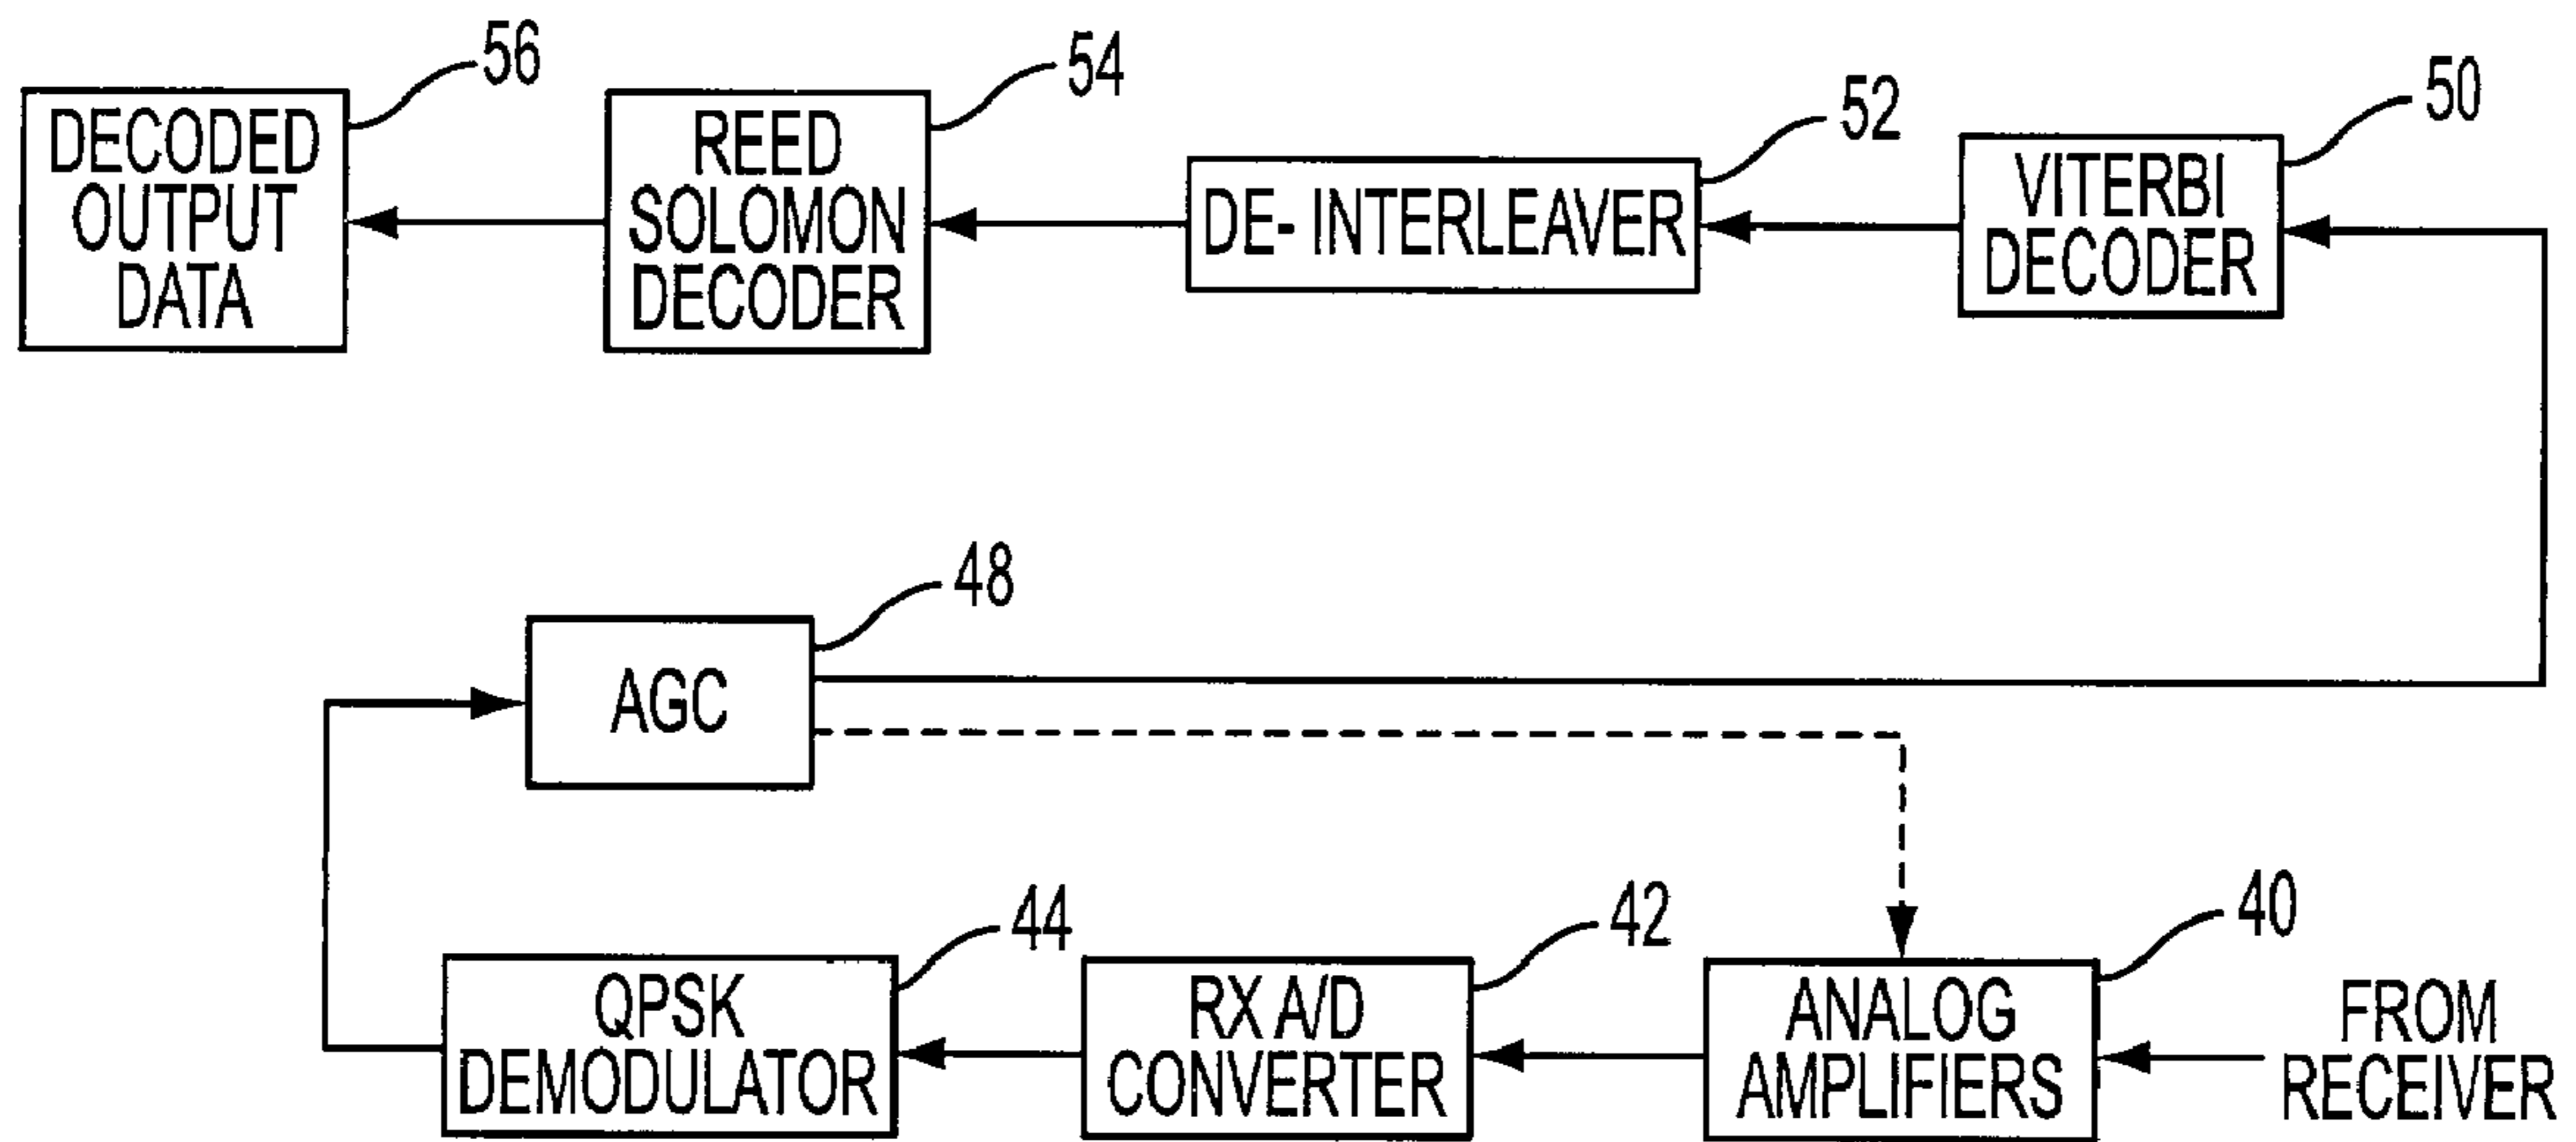 56
DECODED
OUTPUT
DATA
54
REED
SOLOMON
DECODER
52
DE- INTERLEAVER
50
VITERBI
DECODER
48
AGC
44
QPSK
DEMODULATOR
42
RX A/D
CONVERTER
40
ANALOG
AMPLIFIERS
FROM
RECEIVER